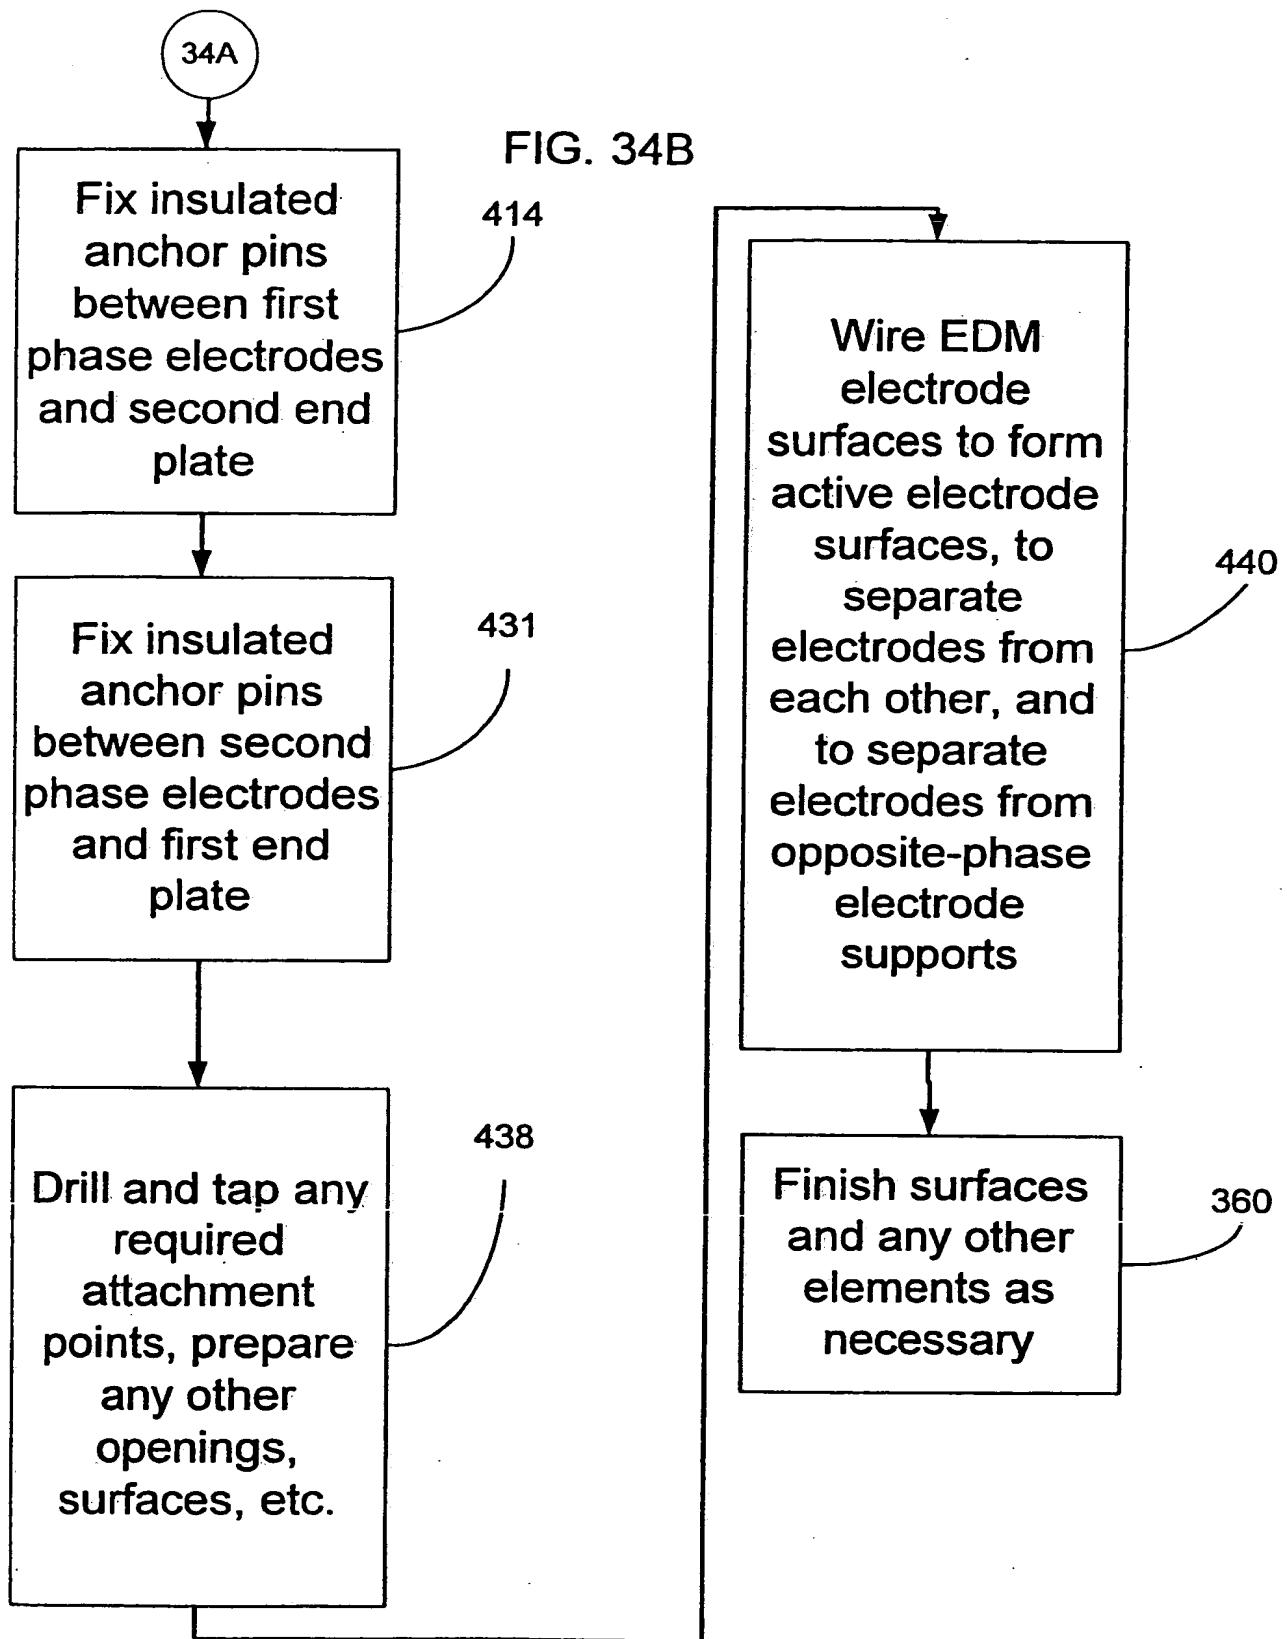 34A
FIG. 34B
Fix insulated
anchor pins
between first
phase electrodes
and second end
plate
414
Fix insulated
anchor pins
between second
phase electrodes
and first end
plate
431
Drill and tap any
required
attachment
points, prepare
any other
openings,
surfaces, etc.
438
Wire EDM
electrode
surfaces to form
active electrode
surfaces, to
separate
electrodes from
each other, and
to separate
electrodes from
opposite-phase
electrode
supports
440
Finish surfaces
and any other
elements as
necessary
360